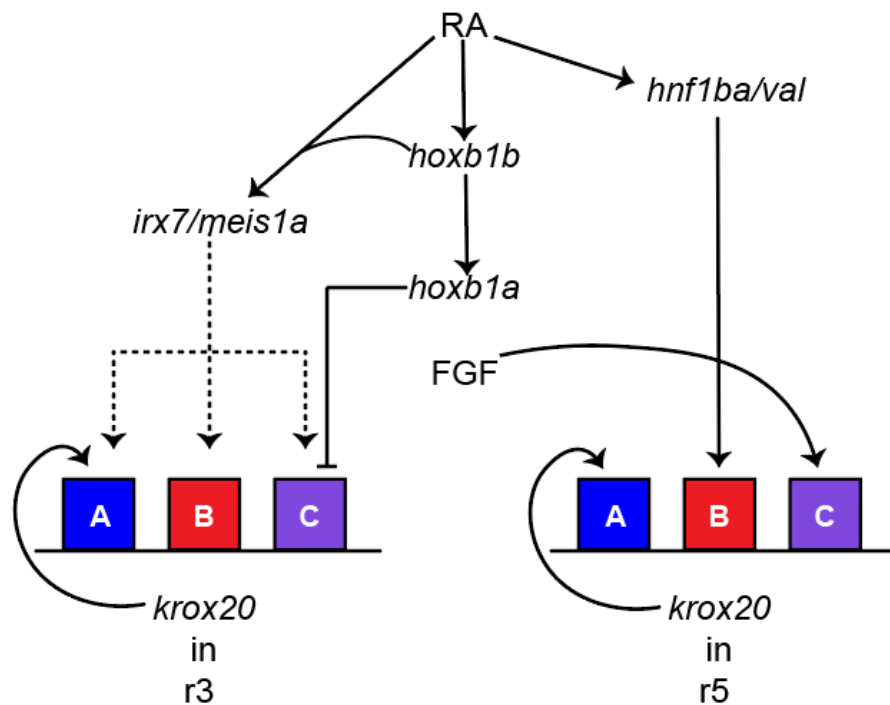 RA
hnf1ba/val
hoxb1b
irx7/meis1a
hoxb1a
FGF
A B C
A B C
krox20
in
r3
krox20
in
r5